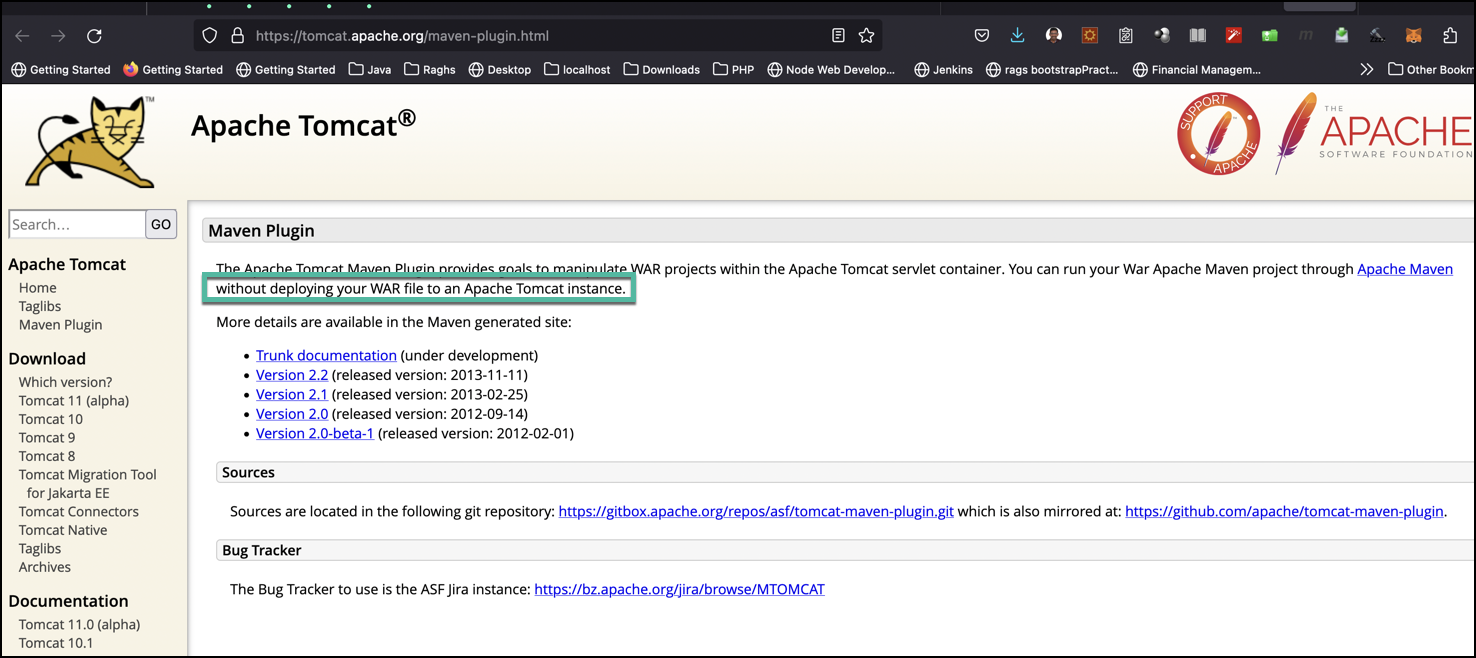 https://tomcat.apache.org/maven-plugin.html
Getting Started Getting Started Getting Started Java Raghs Desktop localhost Downloads PHP Node Web Develop... Jenkins rags bootstrapPract... Financial Managem... Other Bookm
TM
Apache Tomcat®
SUPPORT APACHE
THE
APACHE
SOFTWARE FOUNDATION
Search... GO
Apache Tomcat
Home
Taglibs
Maven Plugin
Download
Which version?
Tomcat 11 (alpha)
Tomcat 10
Tomcat 9
Tomcat 8
Tomcat Migration Tool
for Jakarta EE
Tomcat Connectors
Tomcat Native
Taglibs
Archives
Documentation
Tomcat 11.0 (alpha)
Tomcat 10.1
Maven Plugin
The Apache Tomcat Maven Plugin provides goals to manipulate WAR projects within the Apache Tomcat servlet container. You can run your War Apache Maven project through Apache Maven
without deploying your WAR file to an Apache Tomcat instance.
More details are available in the Maven generated site:
• Trunk documentation (under development)
• Version 2.2 (released version: 2013-11-11)
• Version 2.1 (released version: 2013-02-25)
• Version 2.0 (released version: 2012-09-14)
• Version 2.0-beta-1 (released version: 2012-02-01)
Sources
Sources are located in the following git repository: https://gitbox.apache.org/repos/asf/tomcat-maven-plugin.git which is also mirrored at: https://github.com/apache/tomcat-maven-plugin.
Bug Tracker
The Bug Tracker to use is the ASF Jira instance: https://bz.apache.org/jira/browse/MTOMCAT